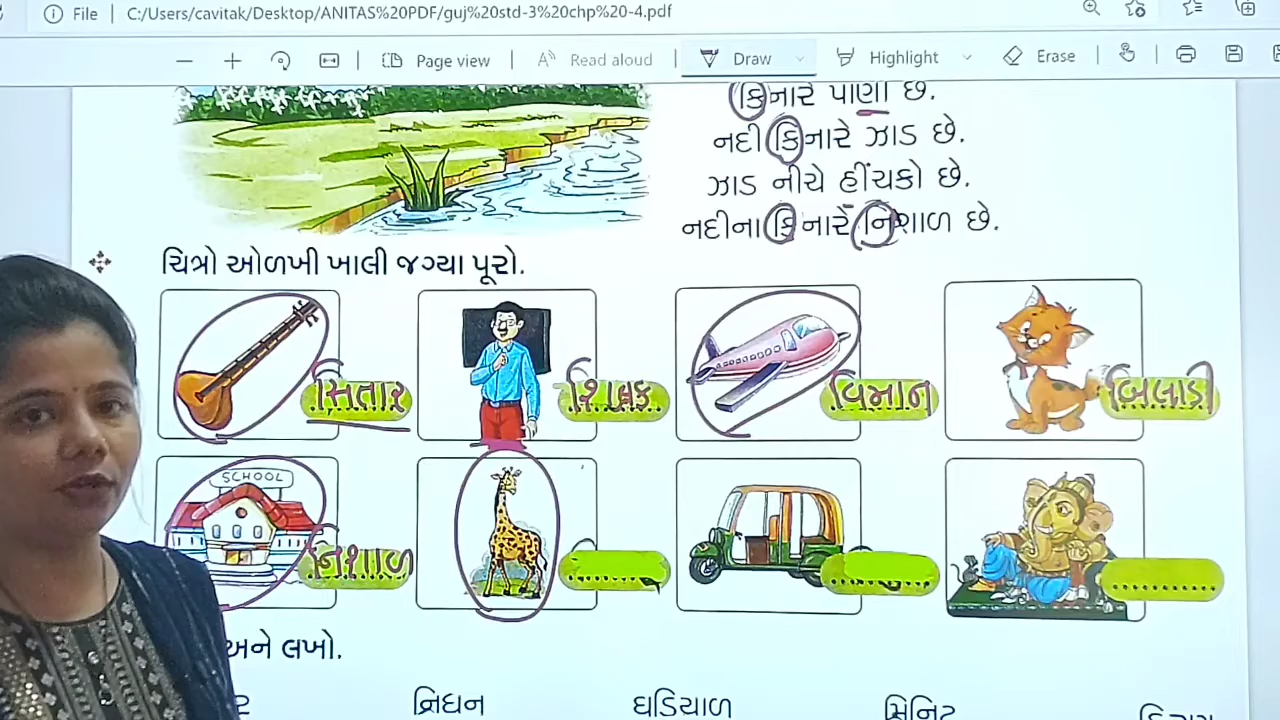 File C:/Users/cavitak/Desktop/ANITAS%20PDF/guj%20std-3%20chp%20-4.pdf
Page view Read aloud Draw Highlight Erase
કિનારે પાણી છે.
નદી કિનારે ઝાડ છે.
ઝાડ નીચે હીંચકો છે.
નદીના કિનારે નિશાળ છે.
ચિત્રો ઓળખી ખાલી જગ્યા પૂરો.
સિતાર શિક્ષક વિમાન બિલાડી
SCHOOL
નિશાળ
અને લખો.
નિધન ઘડિયાળ મિનિટ